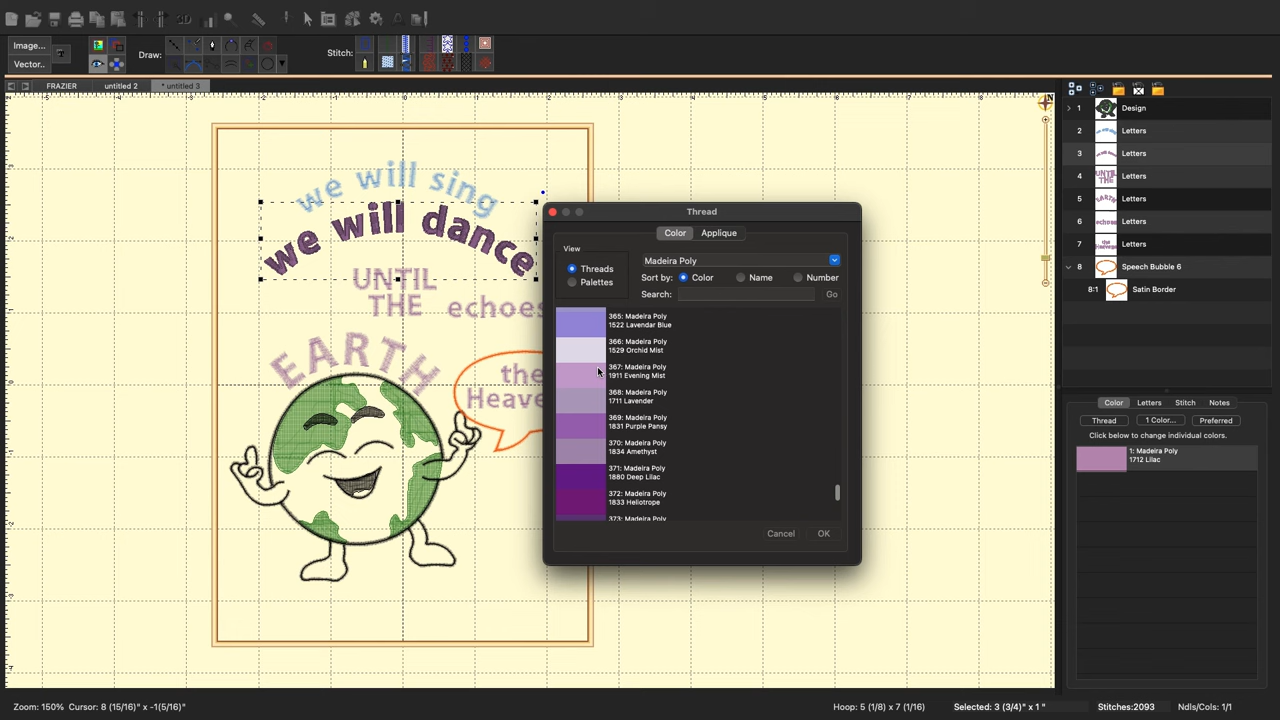 3D
Image...
Vector..
Draw:
Stitch:
FRAZIER
untitled 2
* untitled 3
N
we will sing
we will dance
UNTIL
THE
echoes
EARTH
the
Heave
Thread
Color
Applique
View
Threads
Palettes
Madeira Poly
Sort by:
Color
Name
Number
Search:
Go
365: Madeira Poly
1522 Lavendar Blue
366: Madeira Poly
1529 Orchid Mist
367: Madeira Poly
1911 Evening Mist
368: Madeira Poly
1711 Lavender
369: Madeira Poly
1831 Purple Pansy
370: Madeira Poly
1834 Amethyst
371: Madeira Poly
1880 Deep Lilac
372: Madeira Poly
1833 Heliotrope
373: Madeira Poly
Cancel
OK
1 Design
2 Letters
3 Letters
4 Letters
5 Letters
6 Letters
7 Letters
8 Speech Bubble 6
8:1 Satin Border
Color
Letters
Stitch
Notes
Thread
1 Color...
Preferred
Click below to change individual colors.
1: Madeira Poly
1712 Lilac
Zoom: 150% Cursor: 8 (15/16)" x -1(5/16)"
Hoop: 5 (1/8) x 7 (1/16)
Selected: 3 (3/4)" x 1 "
Stitches:2093
Ndls/Cols: 1/1